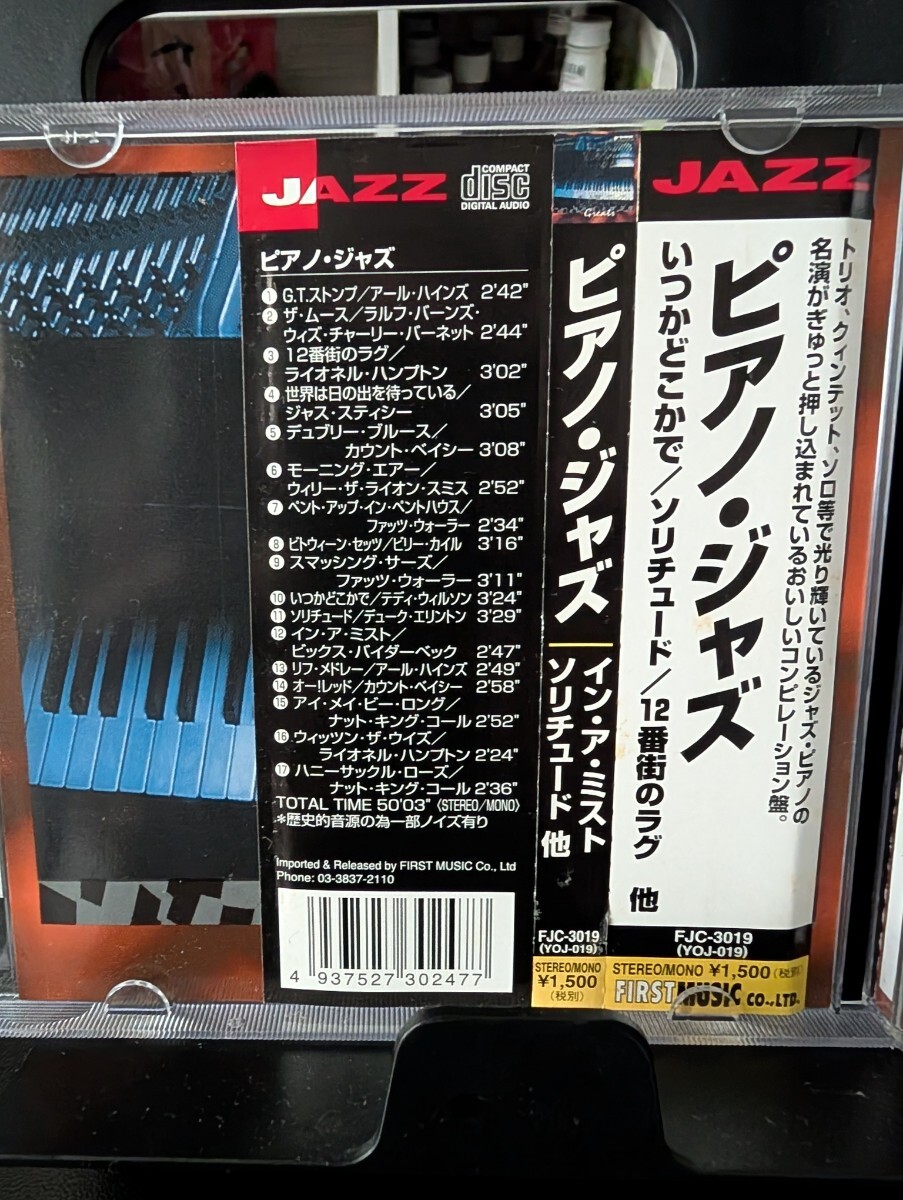 JAZZ
COMPACT
disc
DIGITAL AUDIO
ピアノ・ジャズ
❶ G.T.ストンプ／アール・ハインズ 2'42"
❷ ザ・ムース／ラルフ・バーンズ・
ウィズ・チャーリー・バーネット 2'44"
❸ 12番街のラグ／
ライオネル・ハンプトン 3'02"
❹ 世界は日の出を待っている／
ジャス・スティシー 3'05"
❺ デュプリー・ブルース／
カウント・ベイシー 3'08"
❻ モーニング・エアー／
ウィリー・ザ・ライオン・スミス 2'52"
❼ ペント・アップ・イン・ペントハウス／
ファッツ・ウォーラー 2'34"
❽ ビトウィーン・セッツ／ビリー・カイル 3'16"
❾ スマッシング・サーズ／
ファッツ・ウォーラー 3'11"
❿ いつかどこかで／テディ・ウィルソン 3'24"
⓫ ソリチュード／デューク・エリントン 3'29"
⓬ イン・ア・ミスト／
ビックス・バイダーベック 2'47"
⓭ リフ・メドレー／アール・ハインズ 2'49"
⓮ オー!レッド／カウント・ベイシー 2'58"
⓯ アイ・メイ・ビー・ロング／
ナット・キング・コール 2'52"
⓰ ウィッツン・ザ・ウイズ／
ライオネル・ハンプトン 2'24"
⓱ ハニーサックル・ローズ／
ナット・キング・コール 2'36"
TOTAL TIME 50'03" 〈STEREO/MONO〉
＊歴史的音源の為一部ノイズ有り
Imported & Released by FIRST MUSIC Co., Ltd
Phone: 03-3837-2110
4 937527 302477
Greats
ピアノ・ジャズ
イン・ア・ミスト
ソリチュード 他
FJC-3019
(YOJ-019)
STEREO/MONO
¥1,500
(税別)
JAZZ
トリオ、クィンテット、ソロ等で光り輝いているジャズ・ピアノの
名演がぎゅっと押し込まれているおいしいコンピレーション盤。
ピアノ・ジャズ
いつかどこかで／ソリチュード／12番街のラグ 他
FJC-3019
(YOJ-019)
STEREO/MONO ¥1,500 (税別)
FIRST MUSIC CO.,LTD.